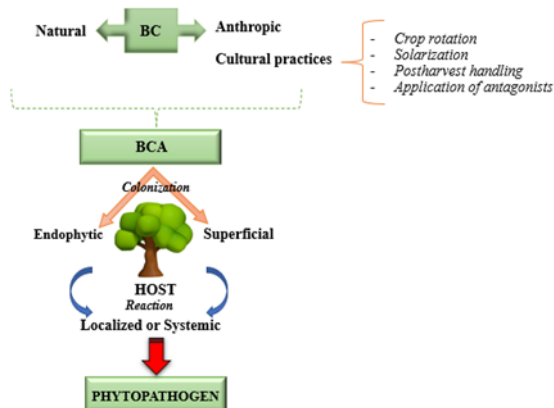 Natural
BC
Anthropic
Cultural practices
- Crop rotation
- Solarization
- Postharvest handling
- Application of antagonists
BCA
Colonization
Endophytic
Superficial
HOST
Reaction
Localized or Systemic
PHYTOPATHOGEN